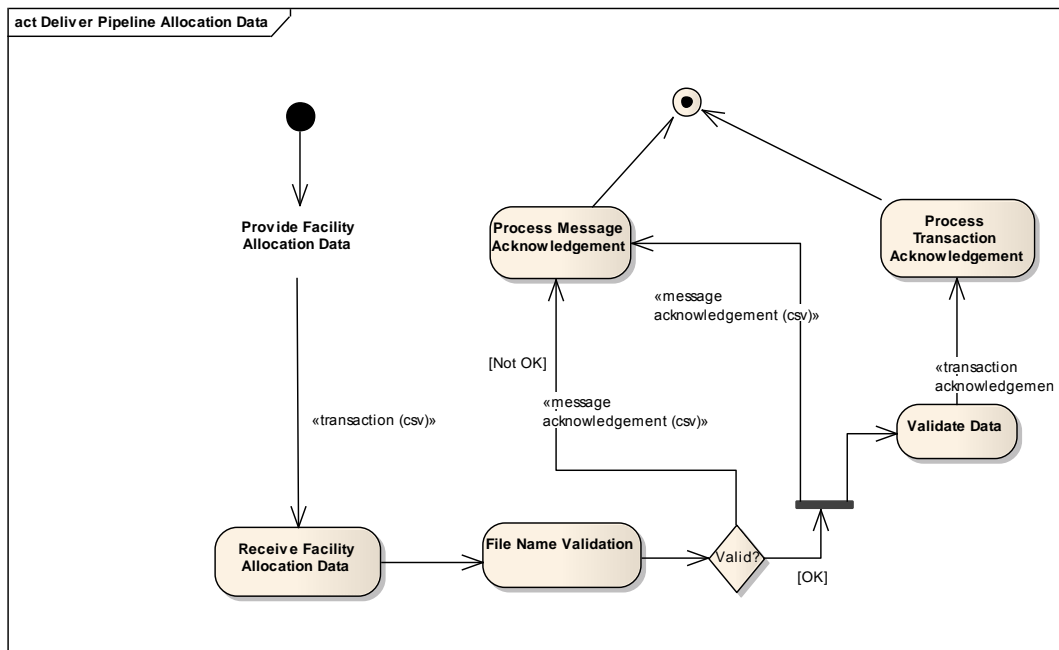 act Deliver Pipeline Allocation Data
Provide Facility
Allocation Data
Process Message
Acknowledgement
Process
Transaction
Acknowledgement
«message
acknowledgement (csv)»
[Not OK]
«transaction
acknowledgemen
«message
acknowledgement (csv)»
«transaction (csv)»
Validate Data
Receive Facility
Allocation Data
File Name Validation
Valid?
[OK]